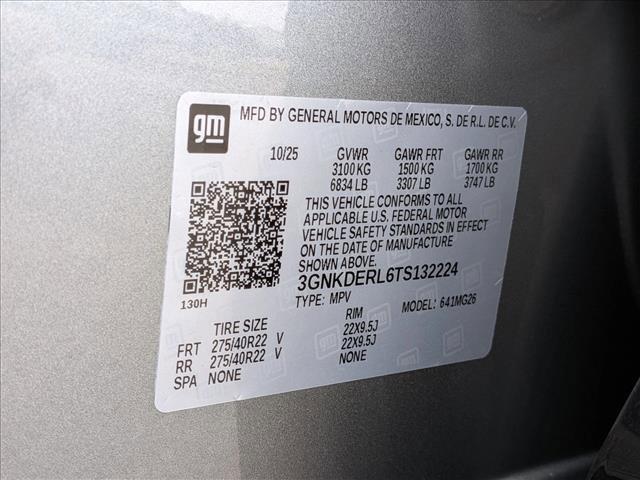 gm MFD BY GENERAL MOTORS DE MEXICO, S. DE R.L. DE C.V.
10/25 GVWR GAWR FRT GAWR RR
3100 KG 1500 KG 1700 KG
6834 LB 3307 LB 3747 LB
THIS VEHICLE CONFORMS TO ALL
APPLICABLE U.S. FEDERAL MOTOR
VEHICLE SAFETY STANDARDS IN EFFECT
ON THE DATE OF MANUFACTURE
SHOWN ABOVE.
3GNKDERL6TS132224
130H
TYPE: MPV MODEL: 641MG26
TIRE SIZE RIM
FRT 275/40R22 V 22X9.5J
RR 275/40R22 V 22X9.5J
SPA NONE NONE